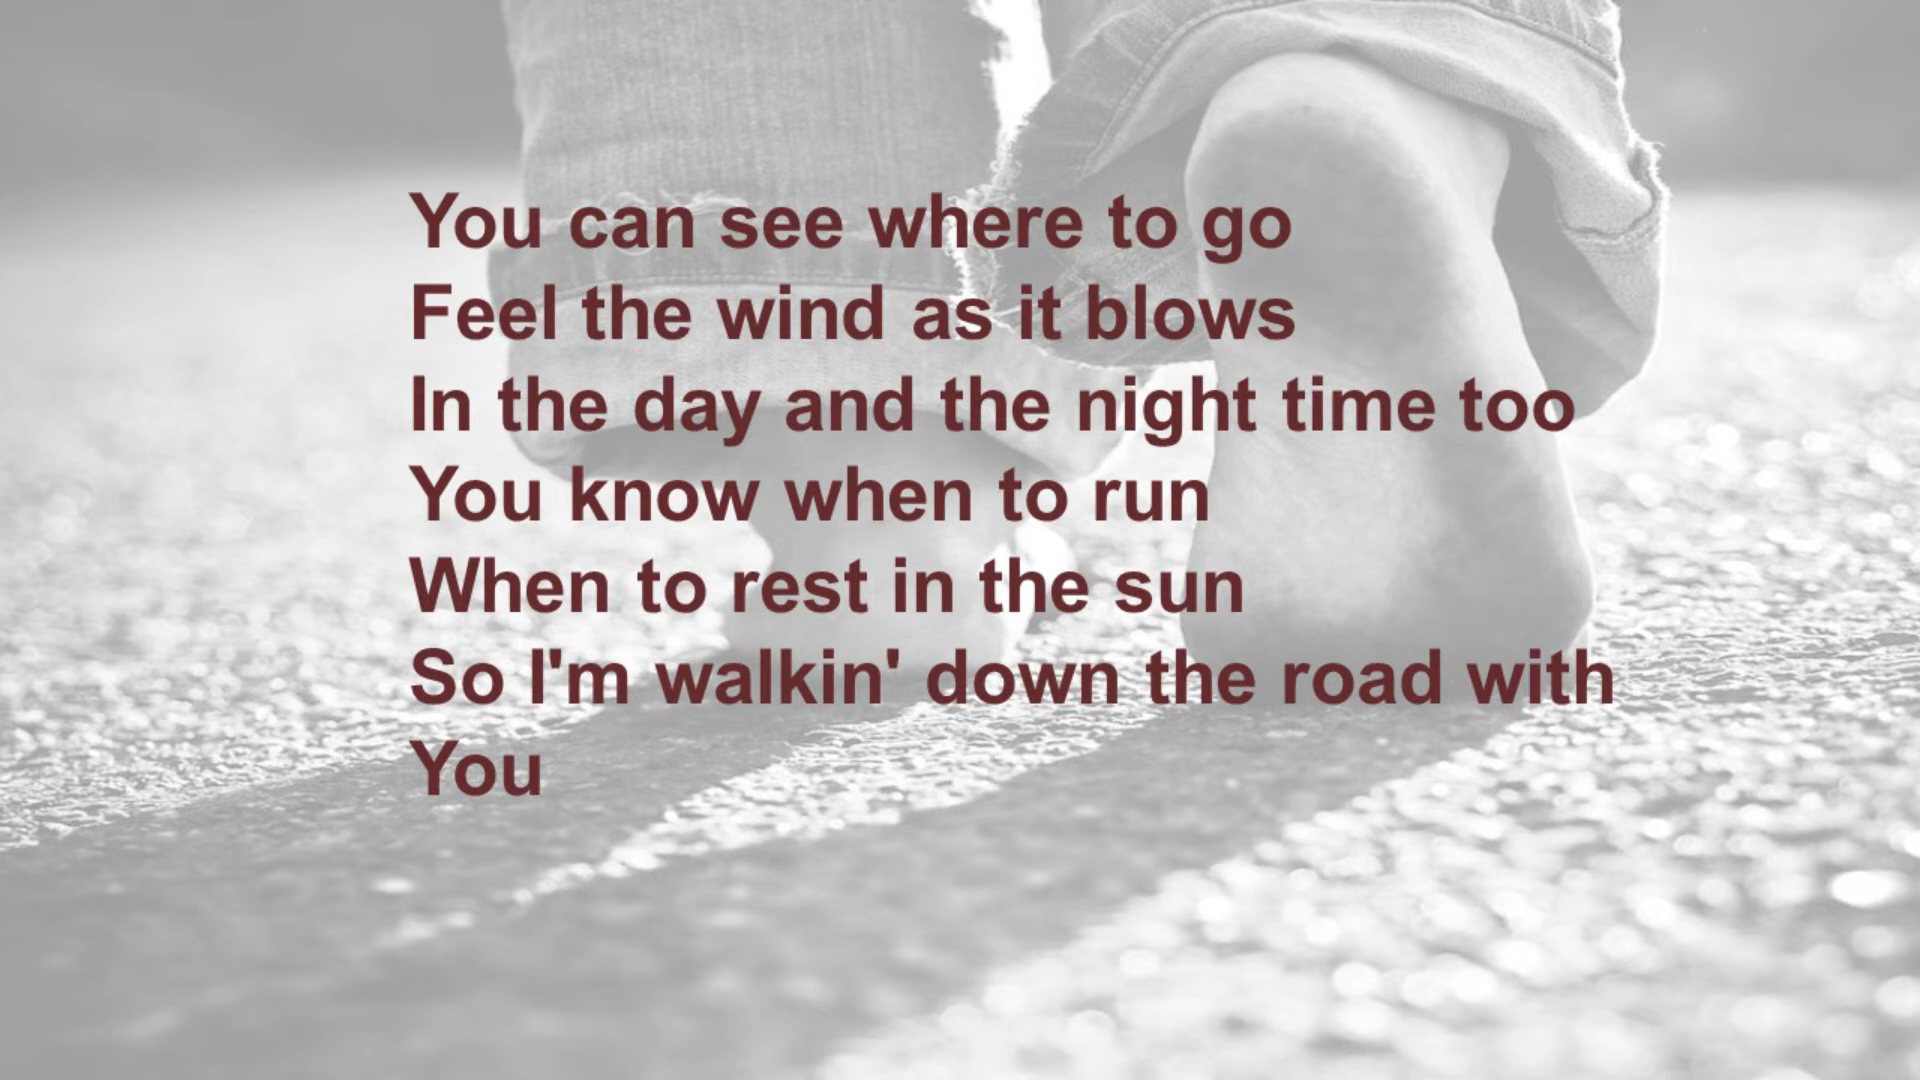 You can see where to go
Feel the wind as it blows
In the day and the night time too
You know when to run
When to rest in the sun
So I'm walkin' down the road with
You